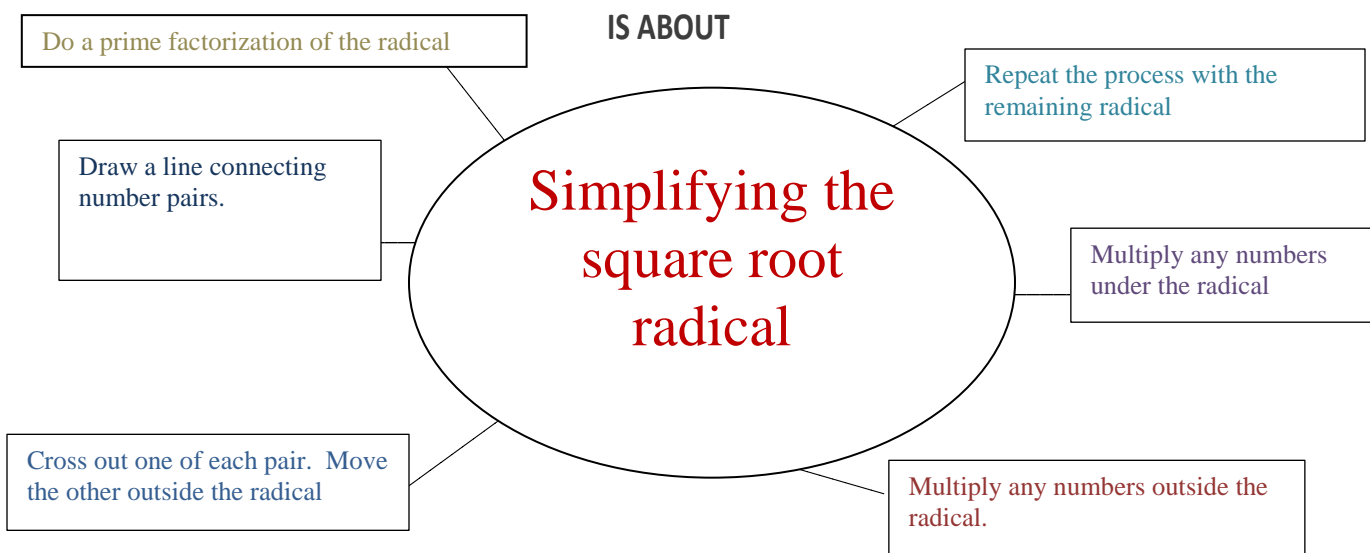 IS ABOUT
Do a prime factorization of the radical
Repeat the process with the
remaining radical
Draw a line connecting
number pairs.
Simplifying the
square root
radical
Multiply any numbers
under the radical
Cross out one of each pair.  Move
the other outside the radical
Multiply any numbers outside the
radical.